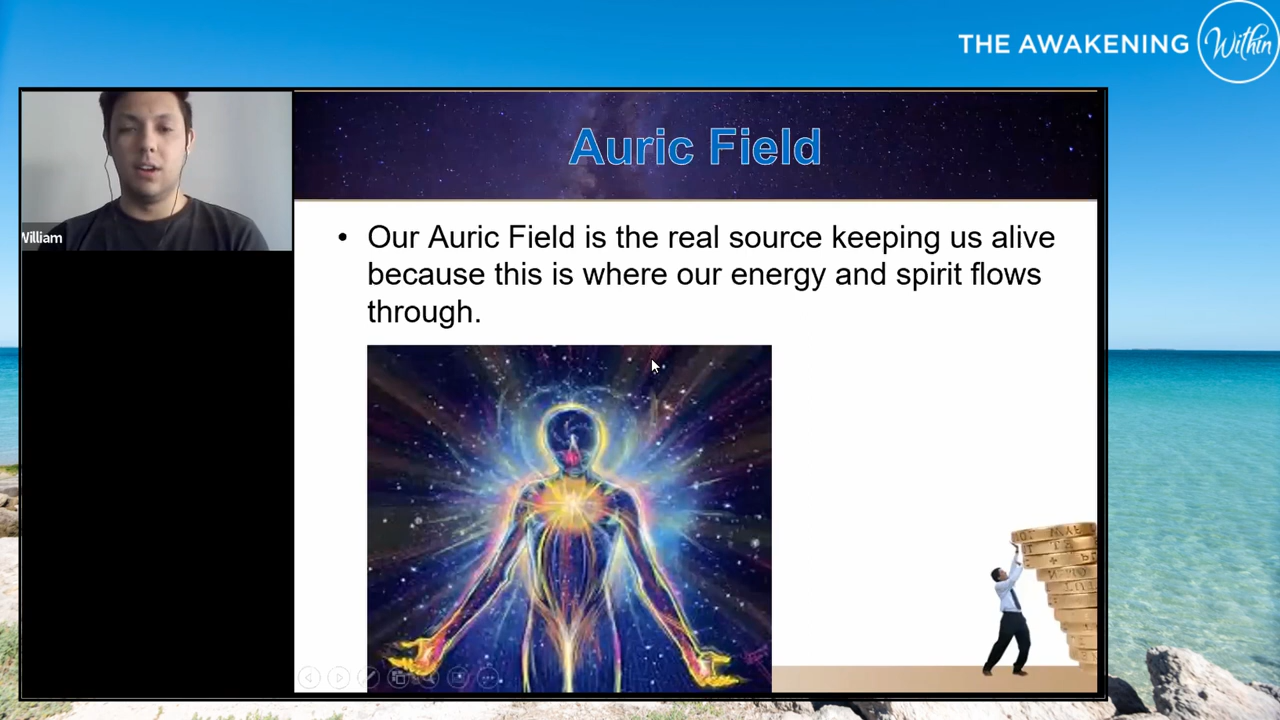 THE AWAKENING Within
William
Auric Field
• Our Auric Field is the real source keeping us alive
because this is where our energy and spirit flows
through.